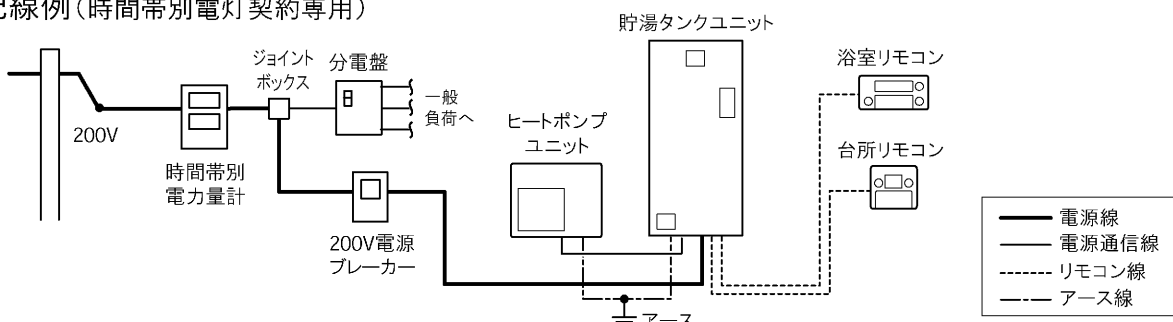 線例(時間帯別電灯契約専用)
貯湯タンクユニット
ジョイント
ボックス
分電盤
浴室リモコン
一般
負荷へ
200V
ヒートポンプ
ユニット
台所リモコン
時間帯別
電力量計
200V電源
ブレーカー
電源線
電源通信線
リモコン線
アース線
アース